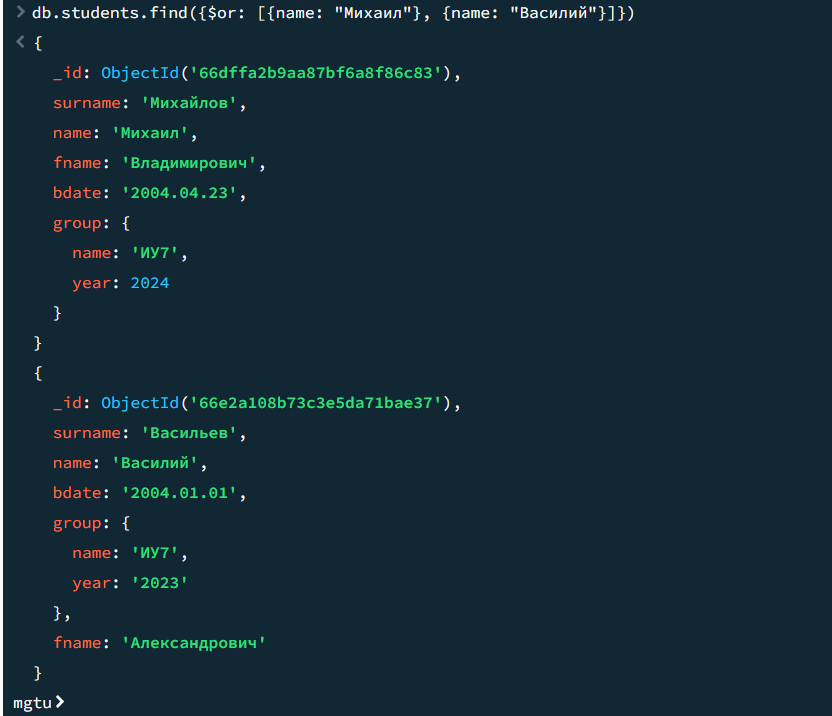 > db.students.find({$or: [{name: "Михаил"}, {name: "Василий"}]})
< {
_id: ObjectId('66dffa2b9aa87bf6a8f86c83'),
surname: 'Михайлов',
name: 'Михаил',
fname: 'Владимирович',
bdate: '2004.04.23',
group: {
name: 'ИУ7',
year: 2024
}
}
{
_id: ObjectId('66e2a108b73c3e5da71bae37'),
surname: 'Васильев',
name: 'Василий',
bdate: '2004.01.01',
group: {
name: 'ИУ7',
year: '2023'
},
fname: 'Александрович'
}
mgtu>